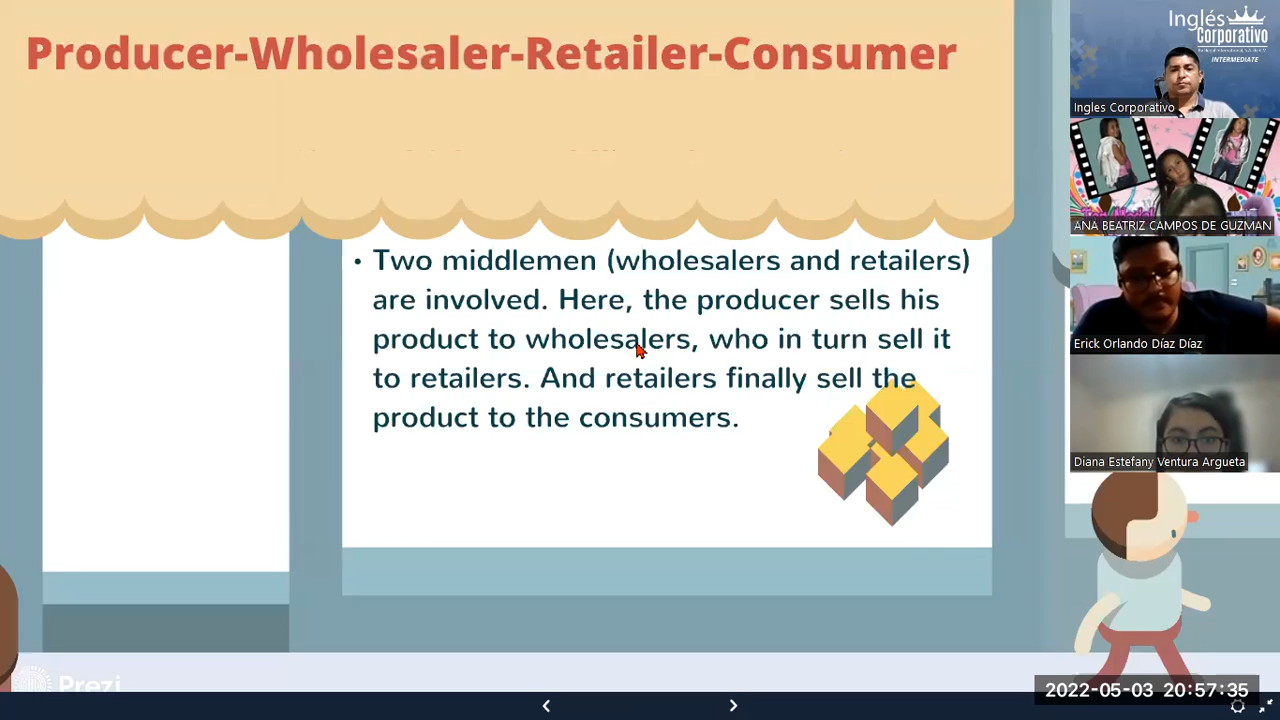 Producer-Wholesaler-Retailer-Consumer
• Two middlemen (wholesalers and retailers)
are involved. Here, the producer sells his
product to wholesalers, who in turn sell it
to retailers. And retailers finally sell the
product to the consumers.
Prezi
Inglés
Corporativo
INTERMEDIATE
Ingles Corporativo
ANA BEATRIZ CAMPOS DE GUZMAN
Erick Orlando Díaz Díaz
Diana Estefany Ventura Argueta
2022-05-03 20:57:35